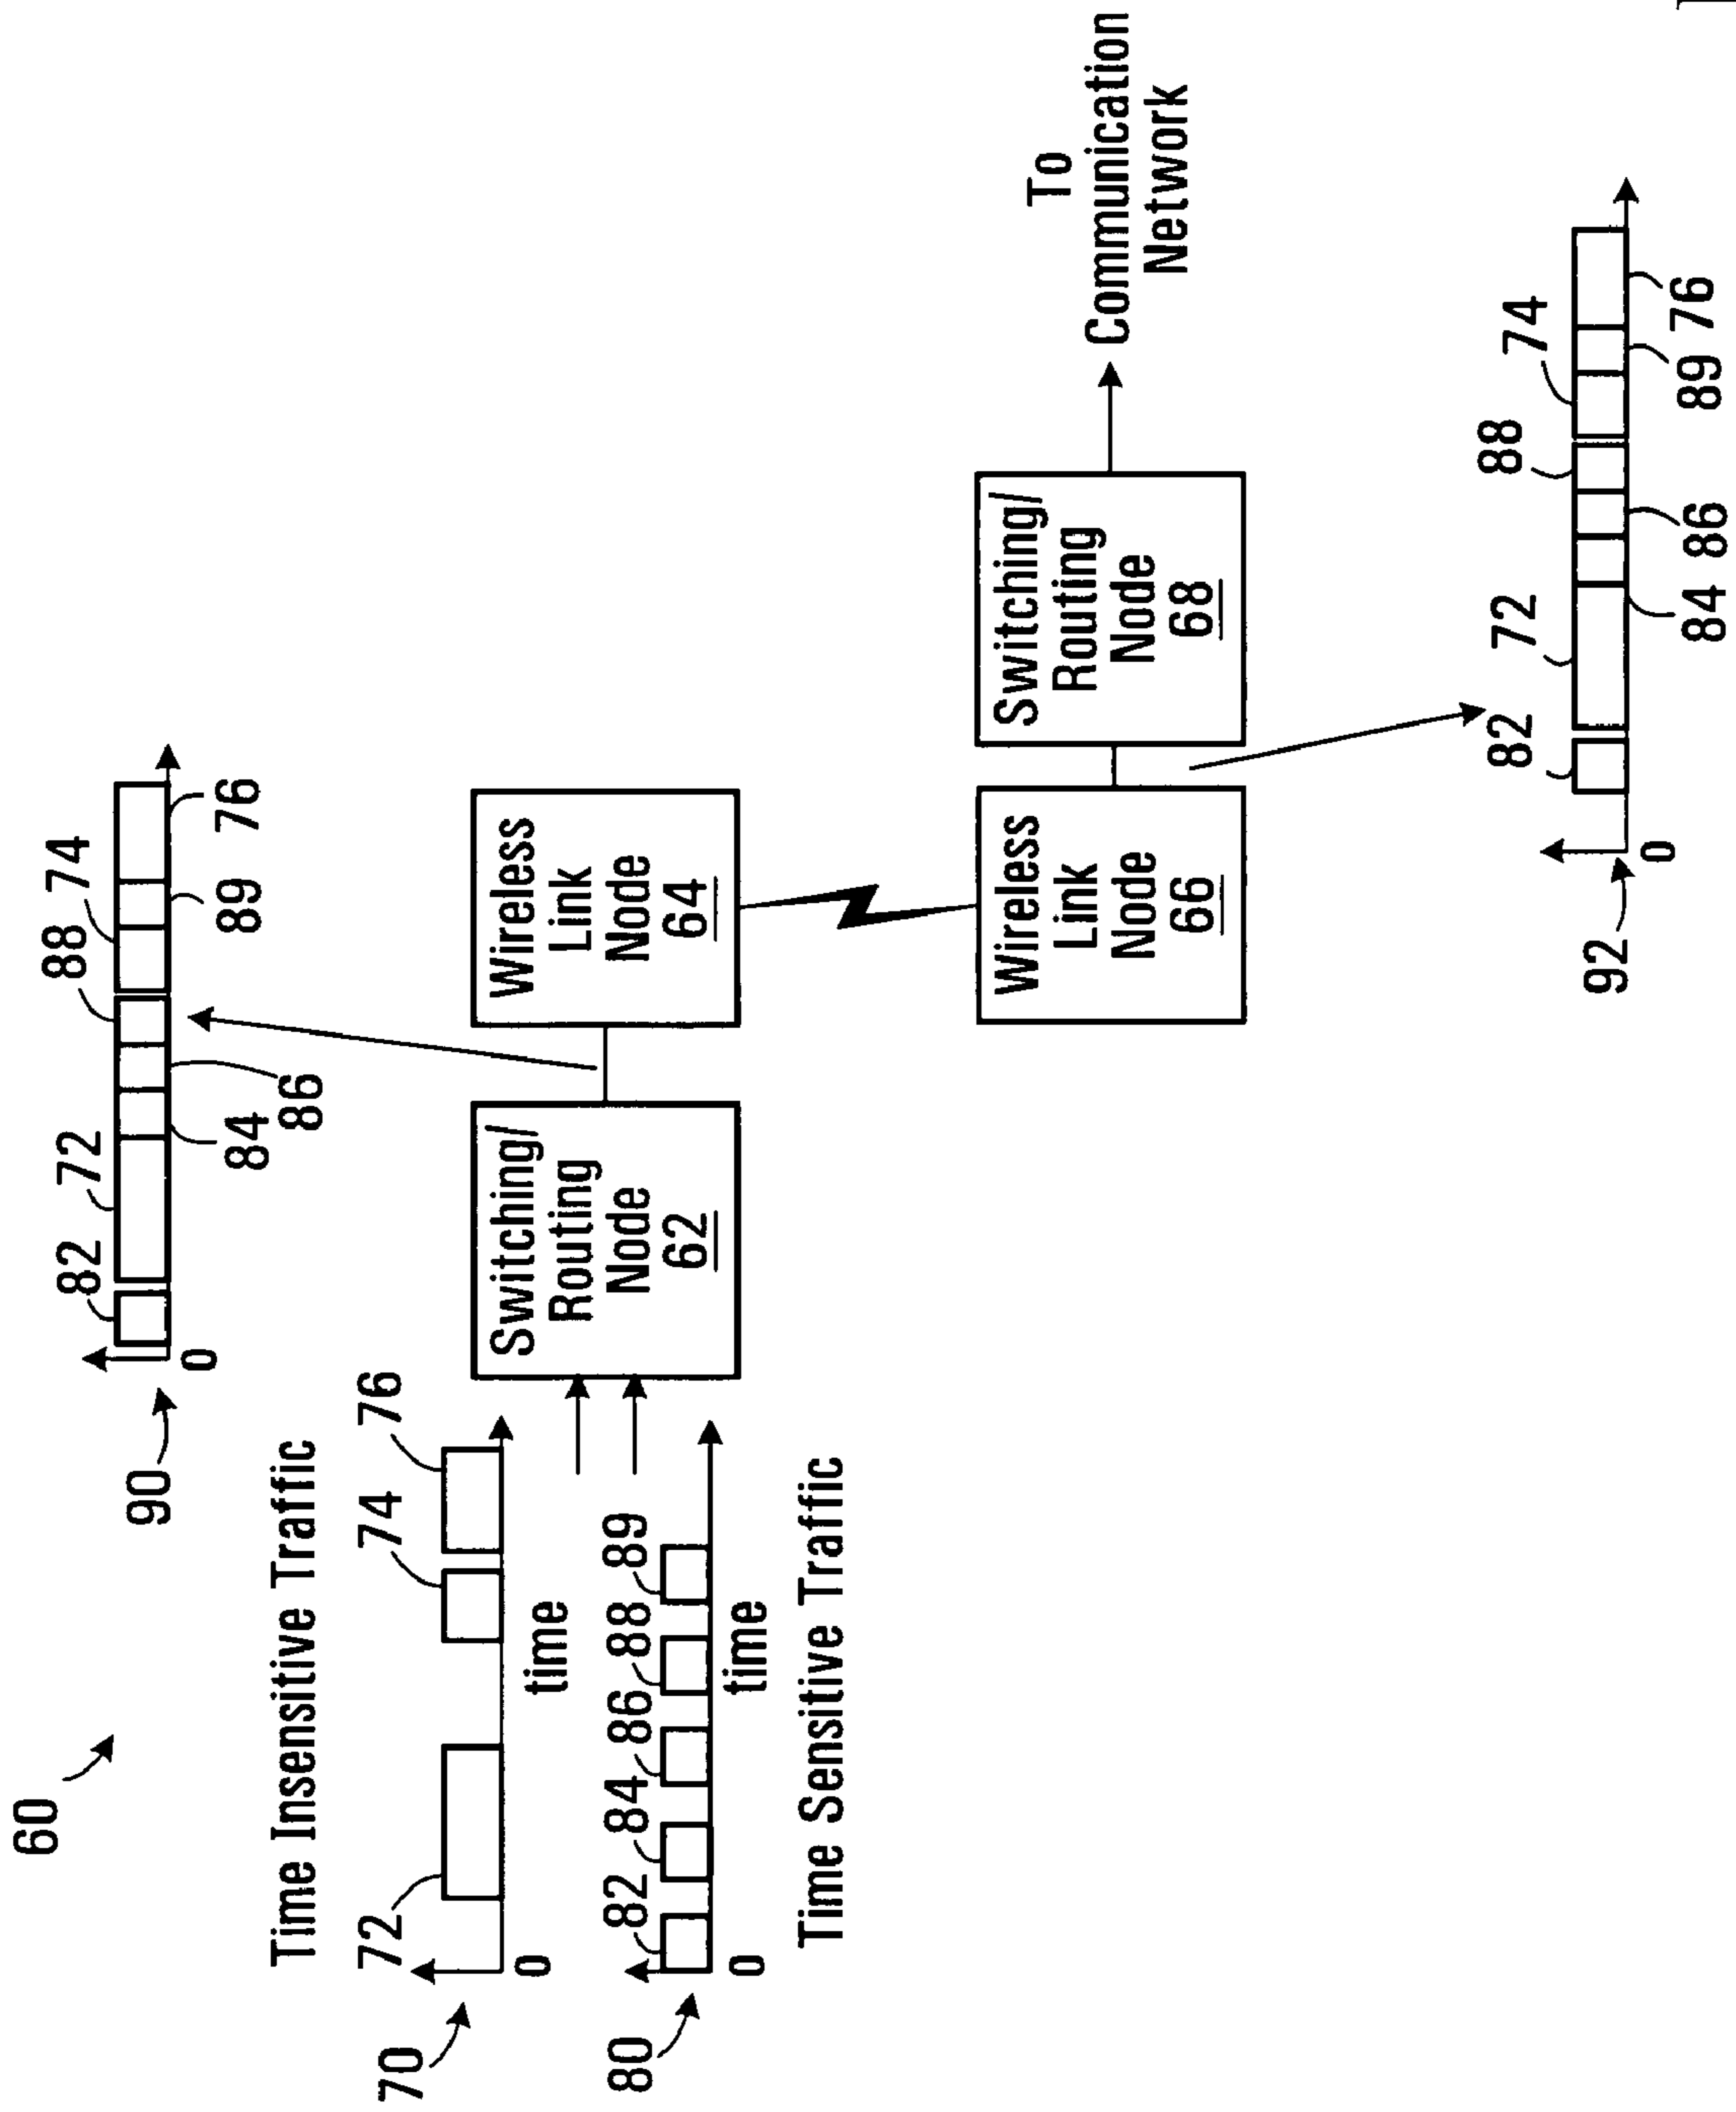 60
90
0
82
72
88
74
84
86
89
76
Time Insensitive Traffic
70
72
74
76
0
time
80
82
84
86
88
89
0
time
Time Sensitive Traffic
Switching/
Routing
Node
62
Wireless
Link
Node
64
Wireless
Link
Node
66
Switching/
Routing
Node
68
To
Communication
Network
92
0
82
72
88
74
84
86
89
76